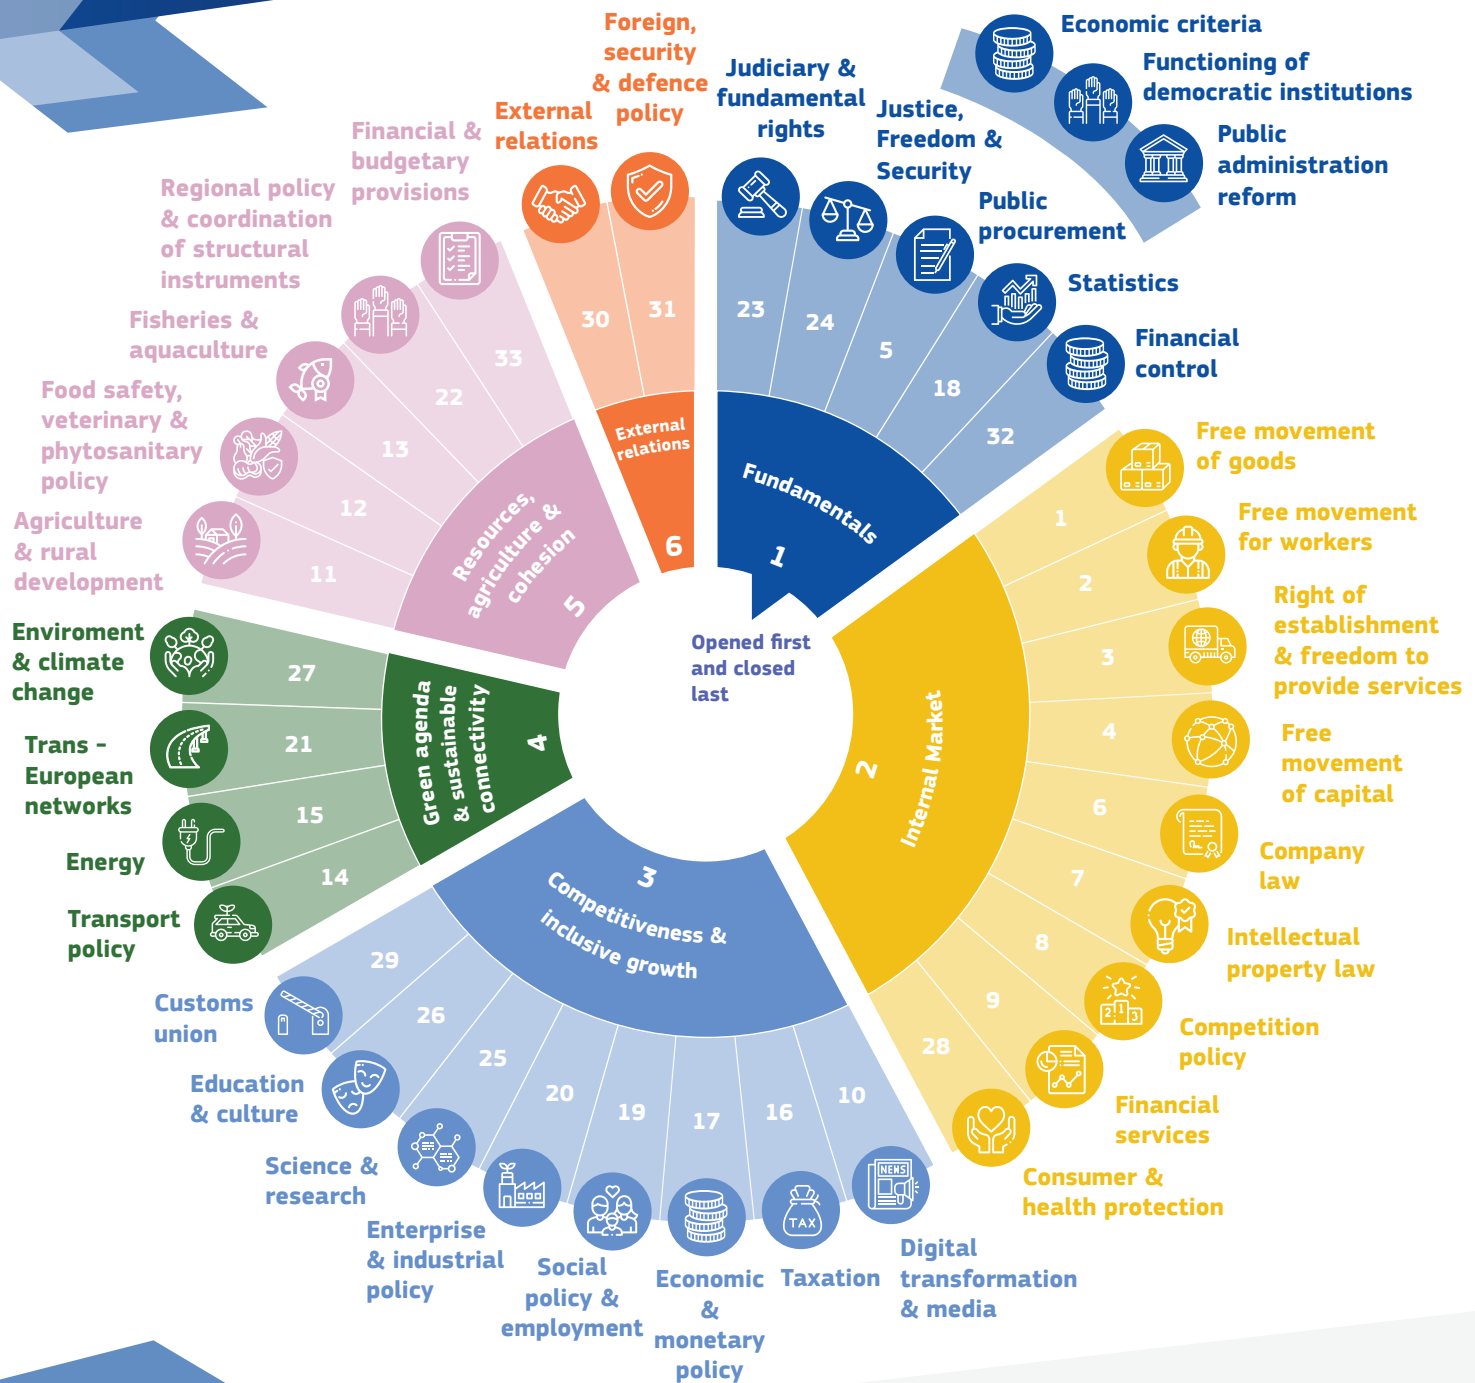 Economic criteria
Functioning of
democratic institutions
Public
administration
reform
Judiciary &
fundamental
rights
Justice,
Freedom &
Security
Public
procurement
Statistics
Financial
control
23
24
5
18
32
Fundamentals
1
Opened first
and closed
last
Free movement
of goods
Free movement
for workers
Right of
establishment
& freedom to
provide services
Free
movement
of capital
Company
law
Intellectual
property law
Competition
policy
Financial
services
Consumer &
health protection
1
2
3
4
6
7
8
9
28
Internal Market
2
Digital
transformation
& media
NEWS
Taxation
TAX
Economic
&
monetary
policy
Social
policy &
employment
Enterprise
& industrial
policy
Science &
research
Education
& culture
Customs
union
10
16
17
19
20
25
26
29
3
Competitiveness &
inclusive growth
Transport
policy
Energy
Trans -
European
networks
Enviroment
& climate
change
14
15
21
27
Green agenda
& sustainable
connectivity
4
Agriculture
& rural
development
Food safety,
veterinary &
phytosanitary
policy
Fisheries &
aquaculture
Regional policy
& coordination
of structural
instruments
Financial &
budgetary
provisions
11
12
13
22
33
Resources,
agriculture &
cohesion
5
External
relations
Foreign,
security
& defence
policy
30
31
External
relations
6
2 1 3